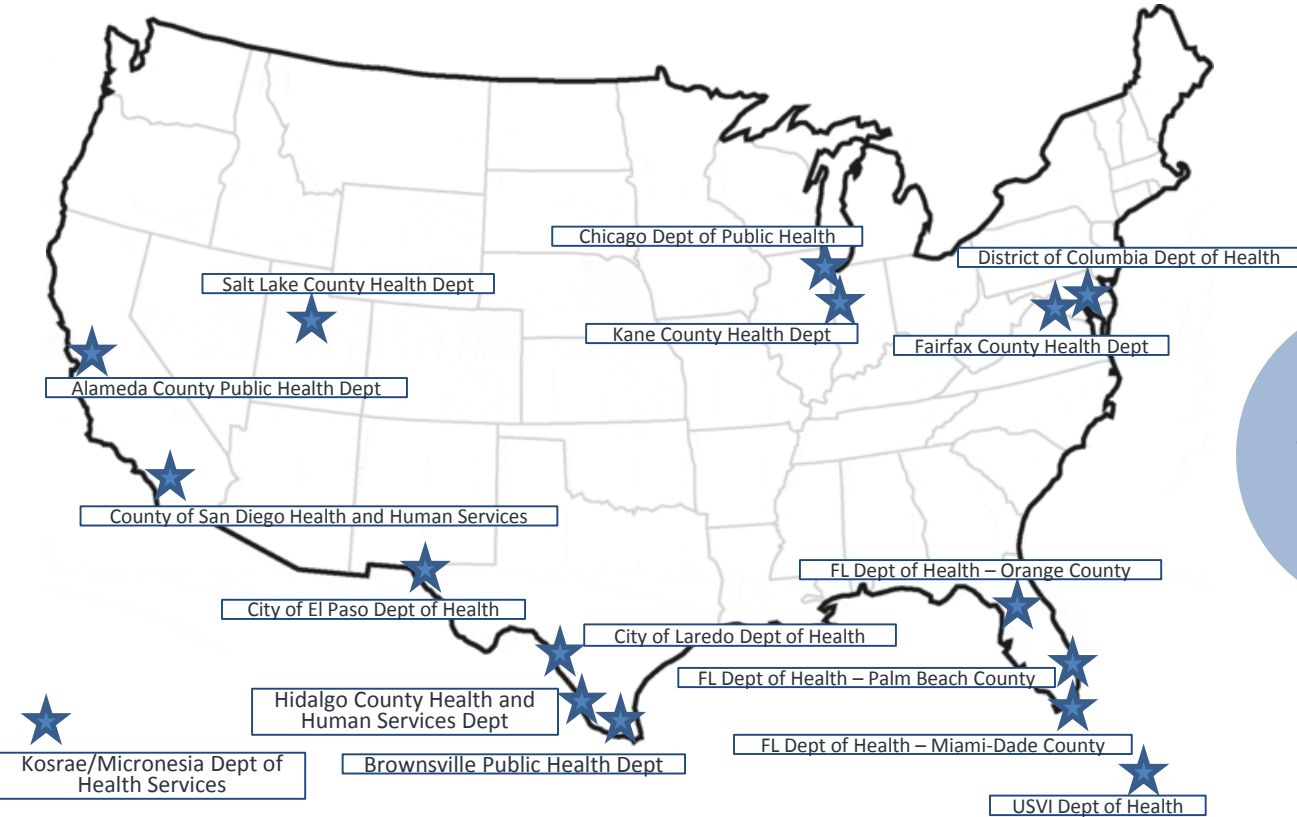 Chicago Dept of Public Health
District of Columbia Dept of Health
Salt Lake County Health Dept
Kane County Health Dept
Fairfax County Health Dept
Alameda County Public Health Dept
County of San Diego Health and Human Services
FL Dept of Health – Orange County
City of El Paso Dept of Health
City of Laredo Dept of Health
FL Dept of Health – Palm Beach County
Hidalgo County Health and
Human Services Dept
FL Dept of Health – Miami-Dade County
Brownsville Public Health Dept
Kosrae/Micronesia Dept of
Health Services
USVI Dept of Health